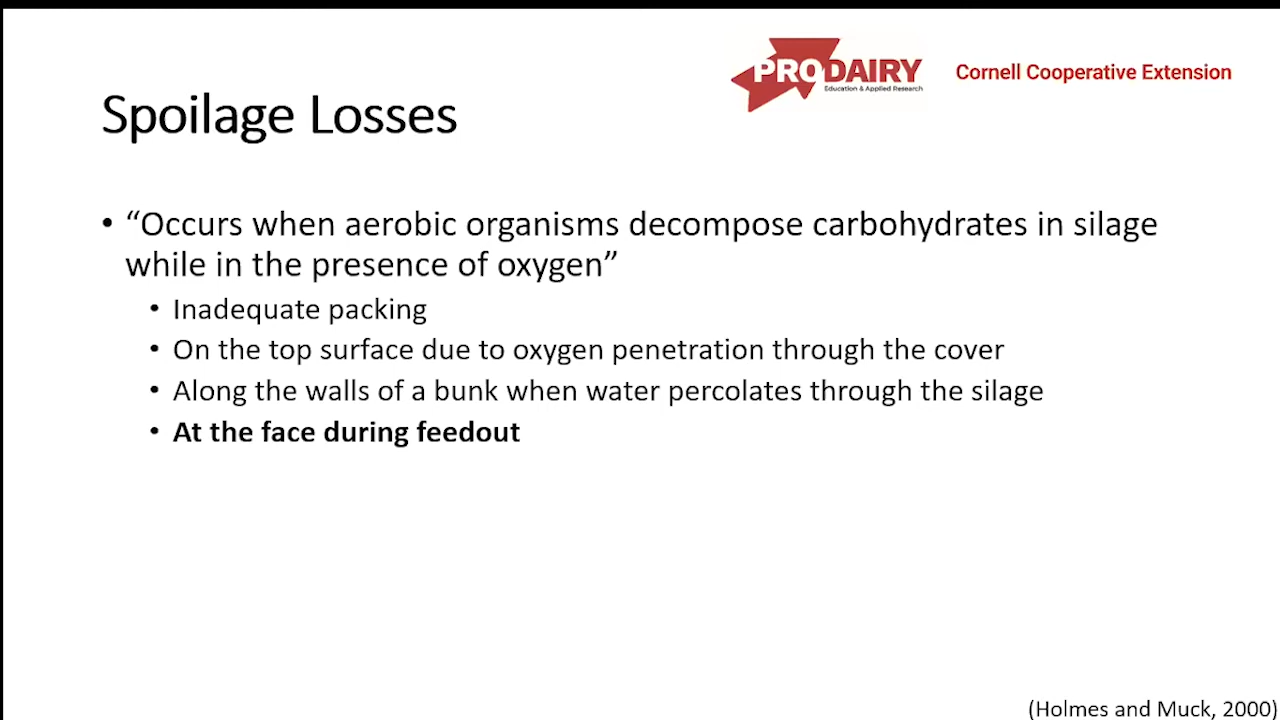 PRODAIRY
Education & Applied Research
Cornell Cooperative Extension
Spoilage Losses
• “Occurs when aerobic organisms decompose carbohydrates in silage
while in the presence of oxygen”
• Inadequate packing
• On the top surface due to oxygen penetration through the cover
• Along the walls of a bunk when water percolates through the silage
• At the face during feedout
(Holmes and Muck, 2000)